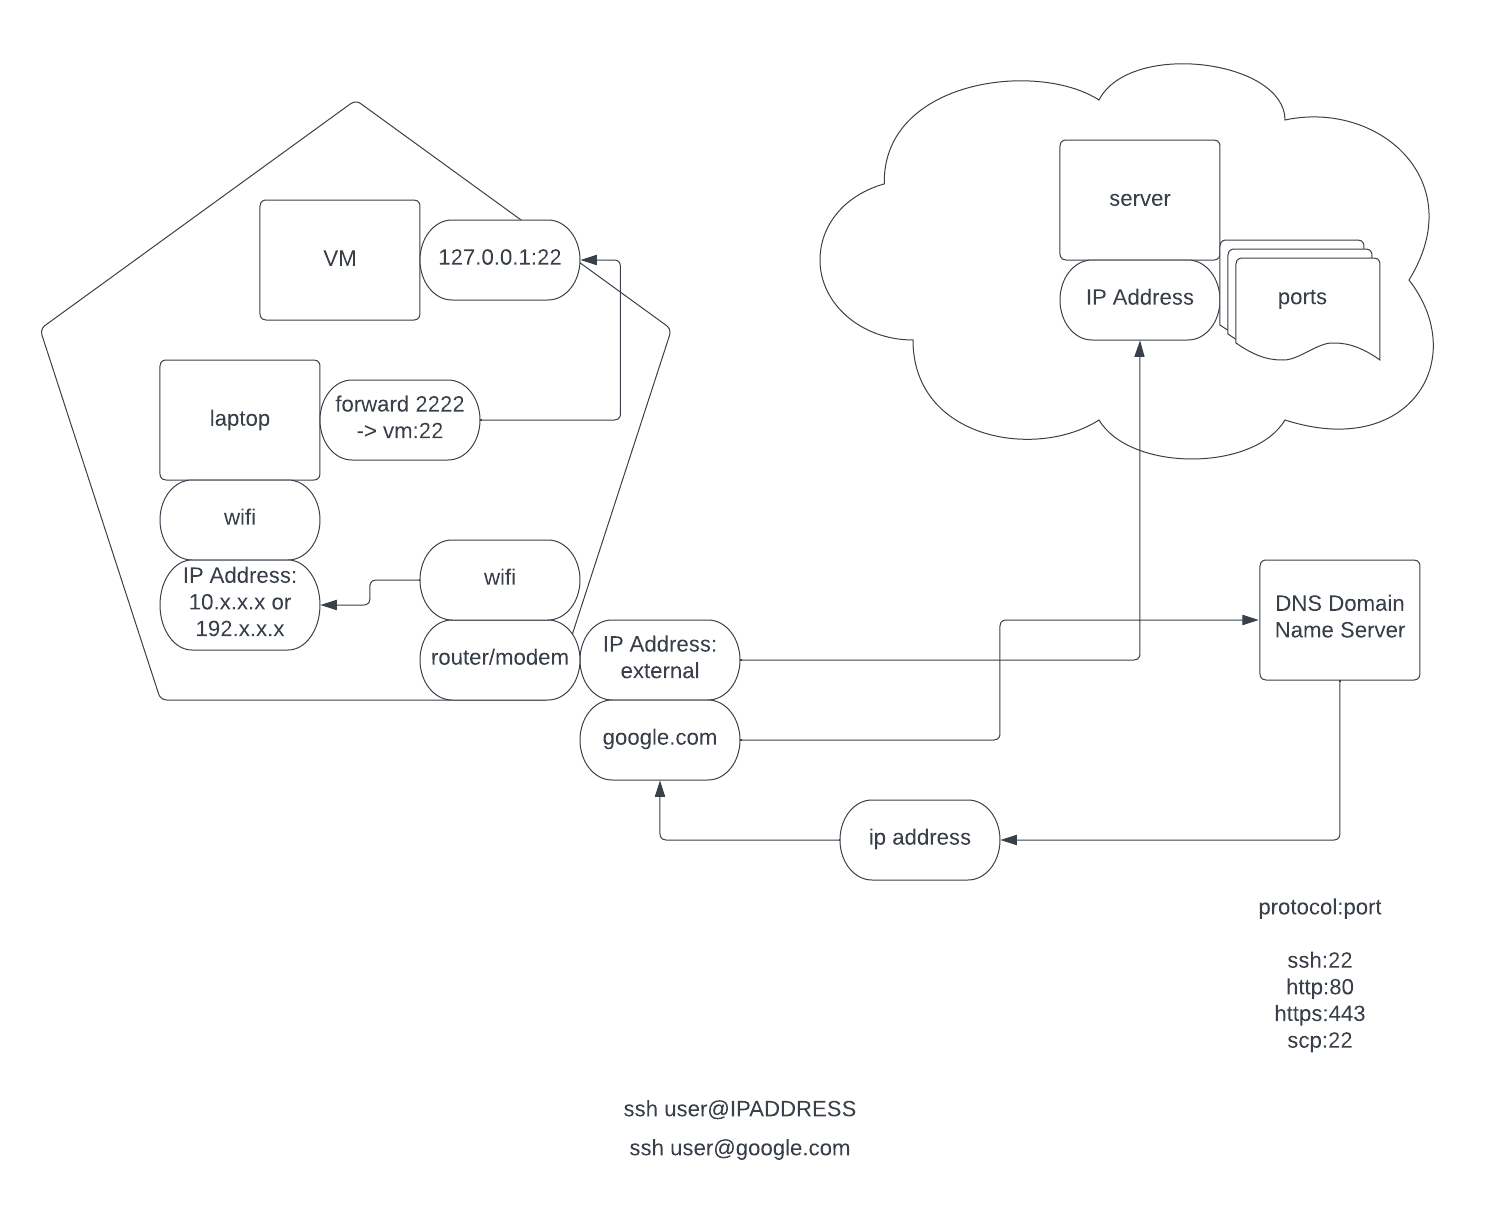 server
VM
127.0.0.1:22
IP Address
ports
laptop
forward 2222
-> vm:22
wifi
IP Address:
10.x.x.x or
192.x.x.x
wifi
router/modem
IP Address:
external
DNS Domain
Name Server
google.com
ip address
protocol:port
ssh:22
http:80
https:443
scp:22
ssh user@IPADDRESS
ssh user@google.com